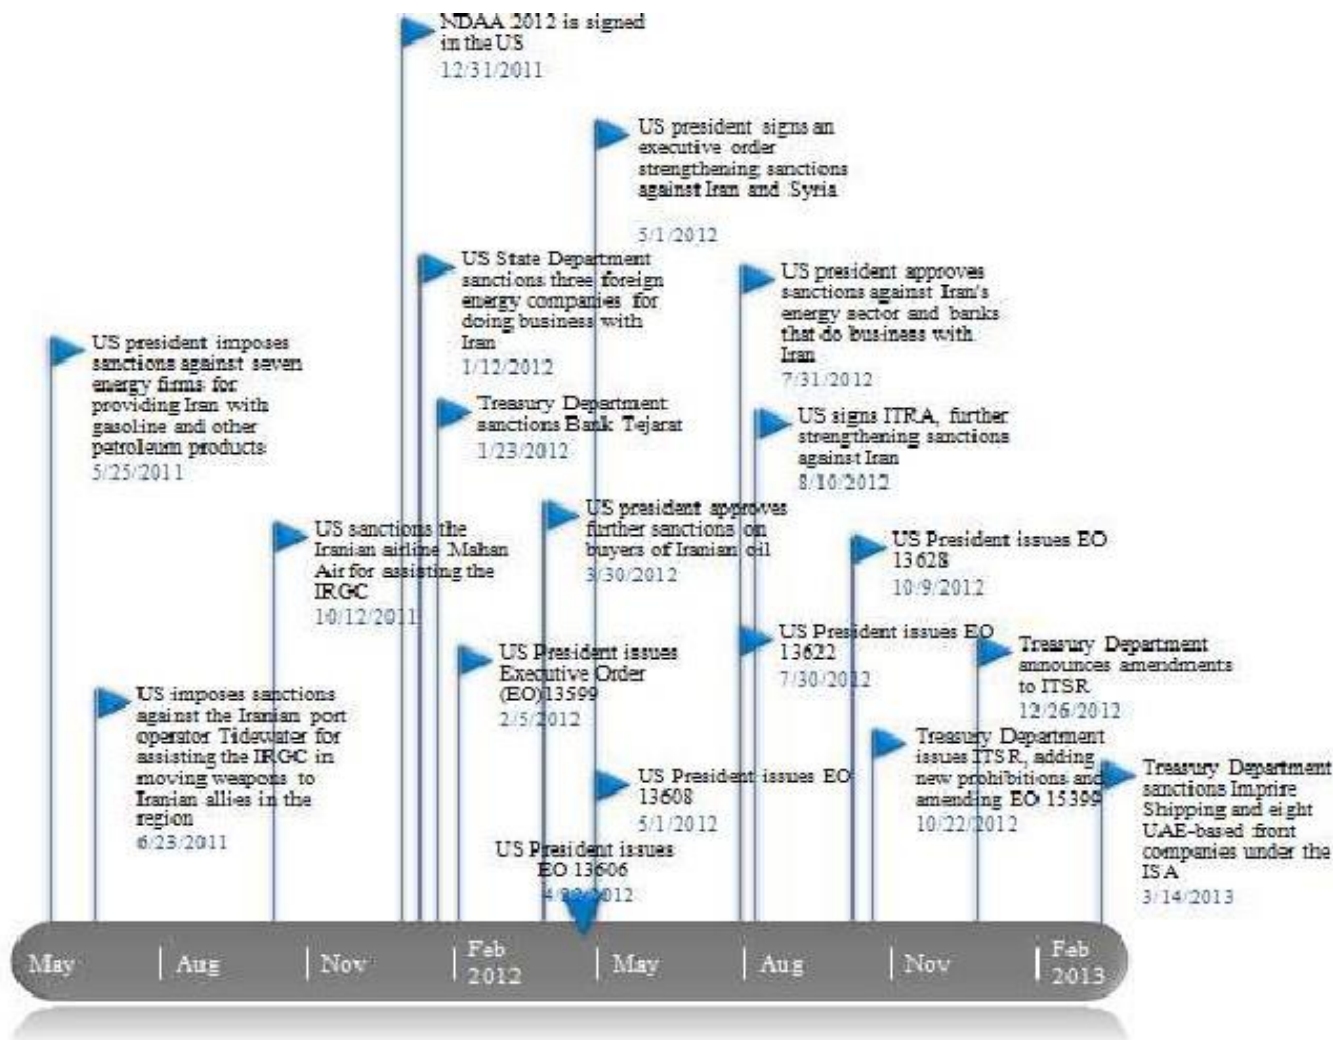 NDAA 2012 is signed
in the US
12/31/2011
US president signs an
executive order
strengthening sanctions
against Iran and Syria
5/1/2012
US State Department
sanctions three foreign
energy companies for
doing business with
Iran
1/12/2012
US president approves
sanctions against Iran's
energy sector and banks
that do business with
Iran
7/31/2012
US president imposes
sanctions against seven
energy firms for
providing Iran with
gasoline and other
petroleum products
5/25/2011
Treasury Department
sanctions Bank Tejarat
1/23/2012
US signs ITRA, further
strengthening sanctions
against Iran
8/10/2012
US sanctions the
Iranian airline Mahan
Air for assisting the
IRGC
10/12/2011
US president approves
further sanctions on
buyers of Iranian oil
3/30/2012
US President issues EO
13628
10/9/2012
US President issues
Executive Order
(EO)13599
2/5/2012
US President issues EO
13622
7/30/2012
Treasury Department
announces amendments
to ITSR
12/26/2012
US imposes sanctions
against the Iranian port
operator Tidewater for
assisting the IRGC in
moving weapons to
Iranian allies in the
region
6/23/2011
US President issues EO
13608
5/1/2012
Treasury Department
issues ITSR, adding
new prohibitions and
amending EO 15399
10/22/2012
Treasury Department
sanctions Imprire
Shipping and eight
UAE-based front
companies under the
ISA
3/14/2013
US President issues
EO 13606
4/22/2012
May
Aug
Nov
Feb
2012
May
Aug
Nov
Feb
2013